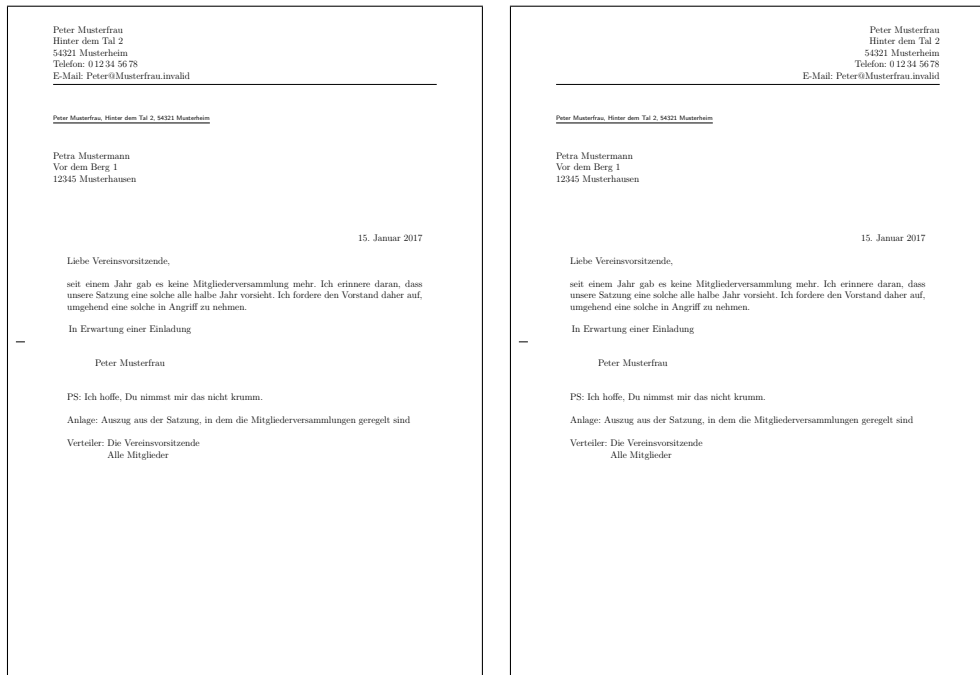 Peter Musterfrau
Hinter dem Tal 2
54321 Musterheim
Telefon: 0 12 34 56 78
E-Mail: Peter@Musterfrau.invalid
Peter Musterfrau, Hinter dem Tal 2, 54321 Musterheim
Petra Mustermann
Vor dem Berg 1
12345 Musterhausen
15. Januar 2017
Liebe Vereinsvorsitzende,
seit einem Jahr gab es keine Mitgliederversammlung mehr. Ich erinnere daran, dass
unsere Satzung eine solche alle halbe Jahr vorsieht. Ich fordere den Vorstand daher auf,
umgehend eine solche in Angriff zu nehmen.
In Erwartung einer Einladung
Peter Musterfrau
PS: Ich hoffe, Du nimmst mir das nicht krumm.
Anlage: Auszug aus der Satzung, in dem die Mitgliederversammlungen geregelt sind
Verteiler: Die Vereinsvorsitzende
Alle Mitglieder
Peter Musterfrau
Hinter dem Tal 2
54321 Musterheim
Telefon: 0 12 34 56 78
E-Mail: Peter@Musterfrau.invalid
Peter Musterfrau, Hinter dem Tal 2, 54321 Musterheim
Petra Mustermann
Vor dem Berg 1
12345 Musterhausen
15. Januar 2017
Liebe Vereinsvorsitzende,
seit einem Jahr gab es keine Mitgliederversammlung mehr. Ich erinnere daran, dass
unsere Satzung eine solche alle halbe Jahr vorsieht. Ich fordere den Vorstand daher auf,
umgehend eine solche in Angriff zu nehmen.
In Erwartung einer Einladung
Peter Musterfrau
PS: Ich hoffe, Du nimmst mir das nicht krumm.
Anlage: Auszug aus der Satzung, in dem die Mitgliederversammlungen geregelt sind
Verteiler: Die Vereinsvorsitzende
Alle Mitglieder